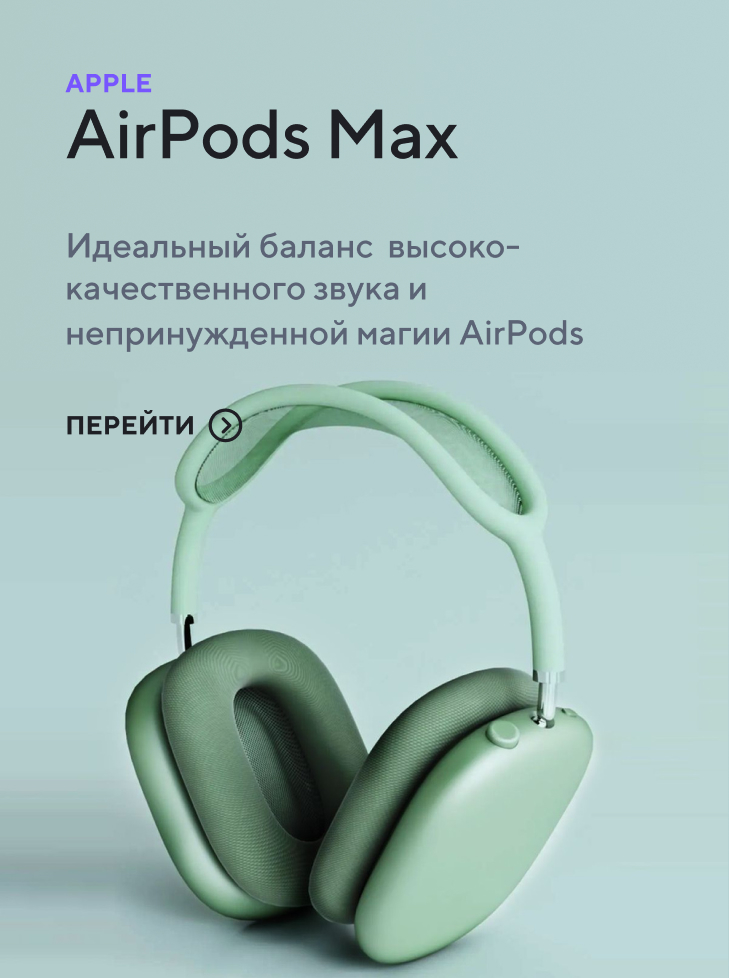 APPLE
AirPods Max
Идеальный баланс высоко-
качественного звука и
непринужденной магии AirPods
ПЕРЕЙТИ